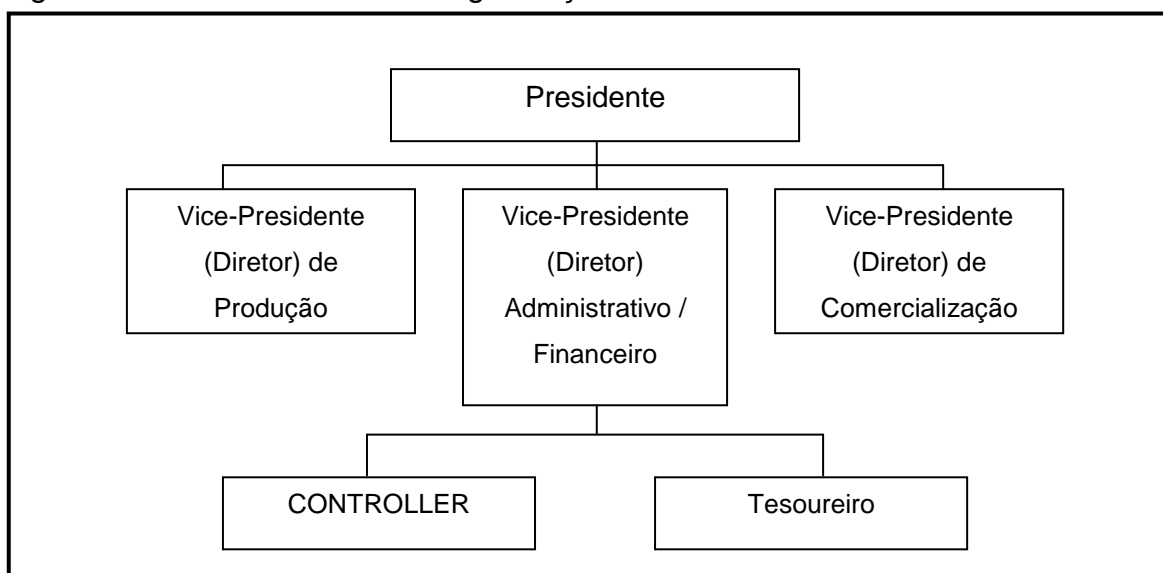 Presidente
Vice-Presidente
(Diretor) de
Produção
Vice-Presidente
(Diretor)
Administrativo /
Financeiro
Vice-Presidente
(Diretor) de
Comercialização
CONTROLLER
Tesoureiro